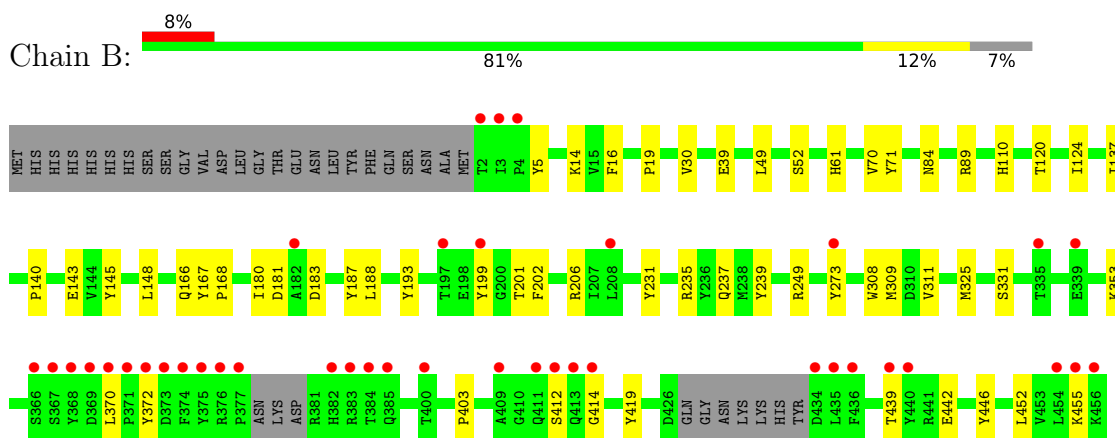 8%
Chain B:
81% 12% 7%
MET HIS HIS HIS HIS HIS HIS SER SER GLY VAL ASP LEU GLY THR GLU ASN LEU TYR PHE GLN SER ASN ALA MET T2 I3 P4 Y5 K14 V15 F16 P19 V30 E39 L49 S52 H61 V70 Y71 N84 R89 H110 T120 I124 I137
P140 E143 V144 Y145 L148 Q166 Y167 P168 I180 D181 A182 D183 Y187 L188 Y193 T197 E198 Y199 G200 T201 F202 R206 I207 L208 Y231 R235 Y236 Q237 M238 Y239 R249 Y273 W308 M309 D310 V311 M325 S331 T335 E339 K353
S366 S367 Y368 D369 L370 P371 Y372 D373 F374 Y375 R376 P377 ASN LYS ASP R381 H382 R383 T384 Q385 T400 P403 A409 G410 Q411 S412 Q413 G414 Y419 D426 GLN GLY ASN LYS LYS HIS TYR D434 L435 F436 T439 Y440 R441 E442 Y446 L452 V453 L454 K455 K456